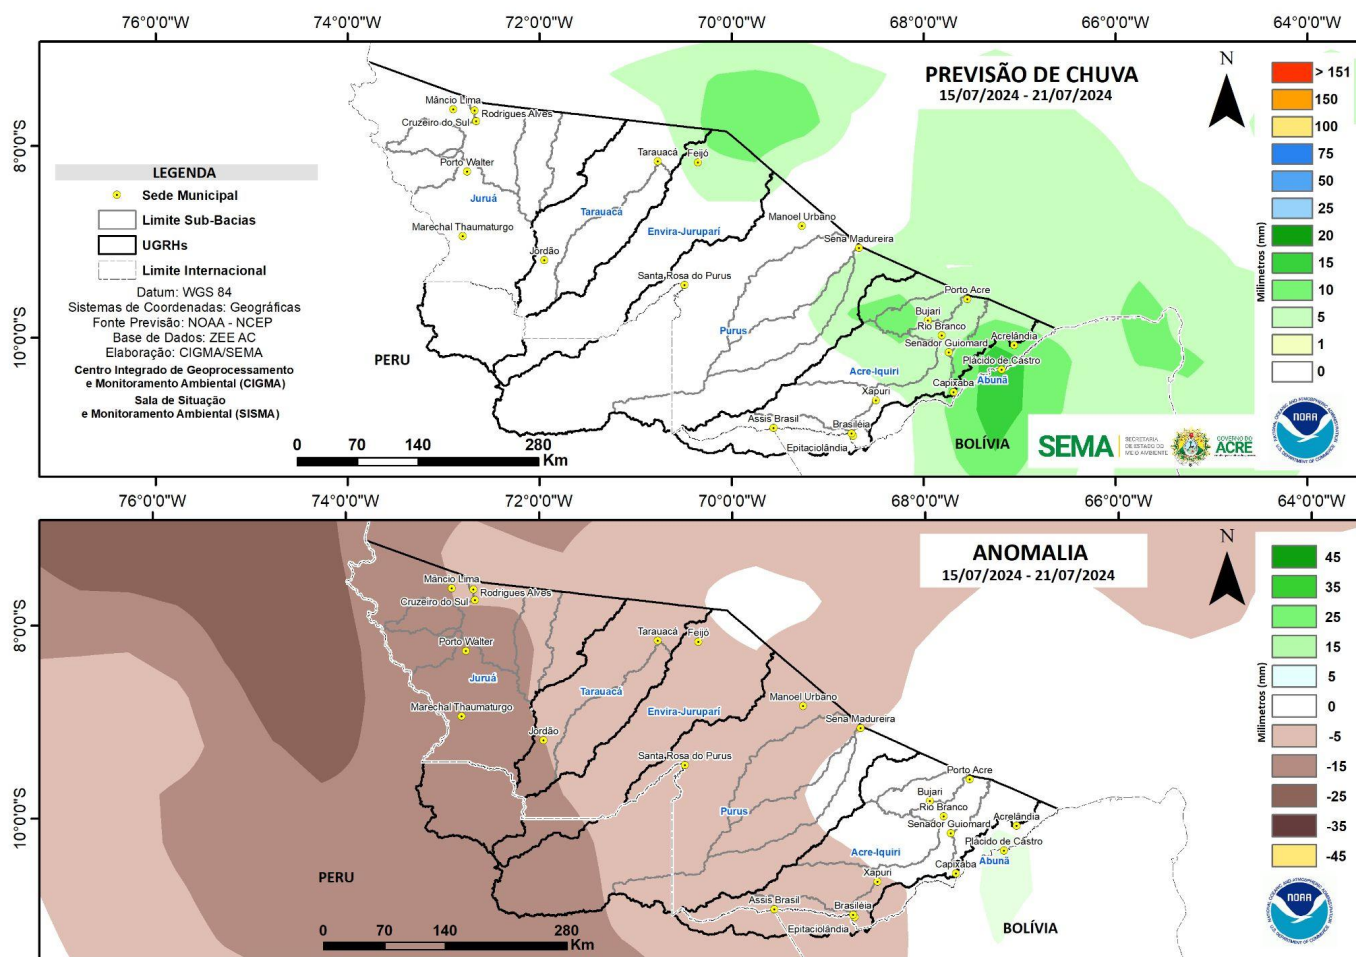 76°0'0"W 74°0'0"W 72°0'0"W 70°0'0"W 68°0'0"W 66°0'0"W 64°0'0"W
8°0'0"S
10°0'0"S
PREVISÃO DE CHUVA
15/07/2024 - 21/07/2024
N
Milimetros (mm)
> 151
150
100
75
50
25
20
15
10
5
1
0
LEGENDA
Sede Municipal
Limite Sub-Bacias
UGRHs
Limite Internacional
Datum: WGS 84
Sistemas de Coordenadas: Geográficas
Fonte Previsão: NOAA - NCEP
Base de Dados: ZEE AC
Elaboração: CIGMA/SEMA
Centro Integrado de Geoprocessamento
e Monitoramento Ambiental (CIGMA)
Sala de Situação
e Monitoramento Ambiental (SISMA)
Mâncio Lima
Rodrigues Alves
Cruzeiro do Sul
Porto Walter
Juruá
Marechal Thaumaturgo
Tarauacá
Feijó
Tarauacá
Jordão
Envira-Juruparí
Manoel Urbano
Sena Madureira
Santa Rosa do Purus
Purus
Porto Acre
Bujari
Rio Branco
Senador Guiomard
Acrelândia
Plácido de Castro
Abunã
Acre-Iquiri
Capixaba
Xapuri
Assis Brasil
Brasiléia
Epitaciolândia
PERU
BOLÍVIA
0 70 140 280
Km
SEMA
SECRETARIA
DE ESTADO DO
MEIO AMBIENTE
GOVERNO DO
ACRE
NOAA
76°0'0"W 74°0'0"W 72°0'0"W 70°0'0"W 68°0'0"W 66°0'0"W 64°0'0"W
8°0'0"S
10°0'0"S
ANOMALIA
15/07/2024 - 21/07/2024
N
Milimetros (mm)
45
35
25
15
5
0
-5
-15
-25
-35
-45
Mâncio Lima
Rodrigues Alves
Cruzeiro do Sul
Porto Walter
Juruá
Marechal Thaumaturgo
Tarauacá
Feijó
Tarauacá
Jordão
Envira-Juruparí
Manoel Urbano
Sena Madureira
Santa Rosa do Purus
Purus
Porto Acre
Bujari
Rio Branco
Senador Guiomard
Acrelândia
Plácido de Castro
Abunã
Acre-Iquiri
Capixaba
Xapuri
Assis Brasil
Brasiléia
Epitaciolândia
PERU
BOLÍVIA
0 70 140 280
Km
NOAA